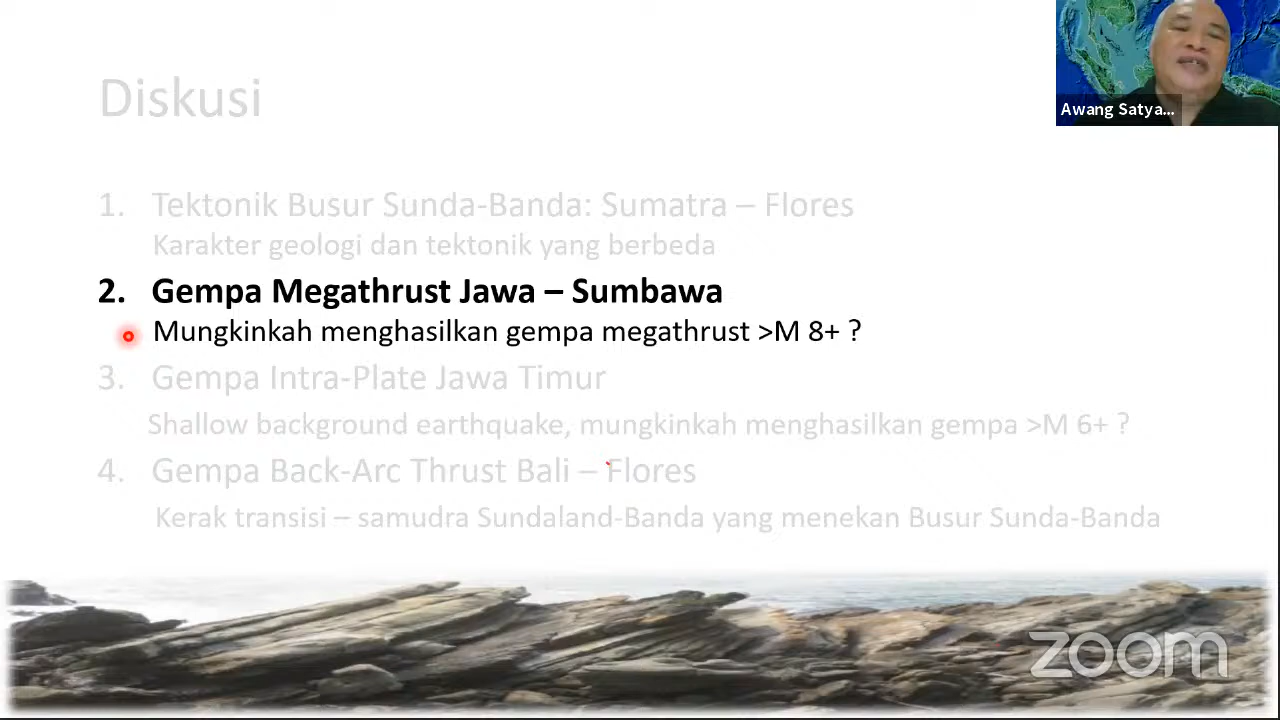 Awang Satya...
Diskusi
1. Tektonik Busur Sunda-Banda: Sumatra – Flores
Karakter geologi dan tektonik yang berbeda
2. Gempa Megathrust Jawa – Sumbawa
Mungkinkah menghasilkan gempa megathrust >M 8+ ?
3. Gempa Intra-Plate Jawa Timur
Shallow background earthquake, mungkinkah menghasilkan gempa >M 6+ ?
4. Gempa Back-Arc Thrust Bali – Flores
Kerak transisi – samudra Sundaland-Banda yang menekan Busur Sunda-Banda
zoom